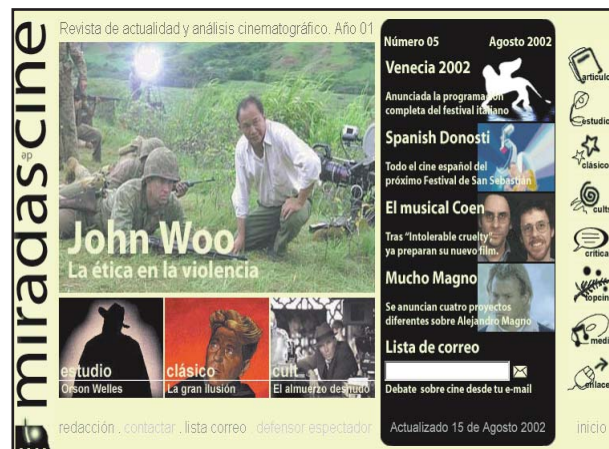 miradas de cine
Revista de actualidad y análisis cinematográfico. Año 01
John Woo
La ética en la violencia
estudio
Orson Welles
clásico
La gran ilusión
cult
El almuerzo desnudo
redacción . contactar . lista correo . defensor espectador
Número 05 Agosto 2002
Venecia 2002
Anunciada la programación
completa del festival italiano
Spanish Donosti
Todo el cine español del
próximo Festival de San Sebastián
El musical Coen
Tras "Intolerable cruelty"
ya preparan su nuevo film.
Mucho Magno
Se anuncian cuatro proyectos
diferentes sobre Alejandro Magno
Lista de correo
Debate sobre cine desde tu e-mail
Actualizado 15 de Agosto 2002
artículo
estudio
clásico
cult
crítica
topcin
medi
enlace
inicio